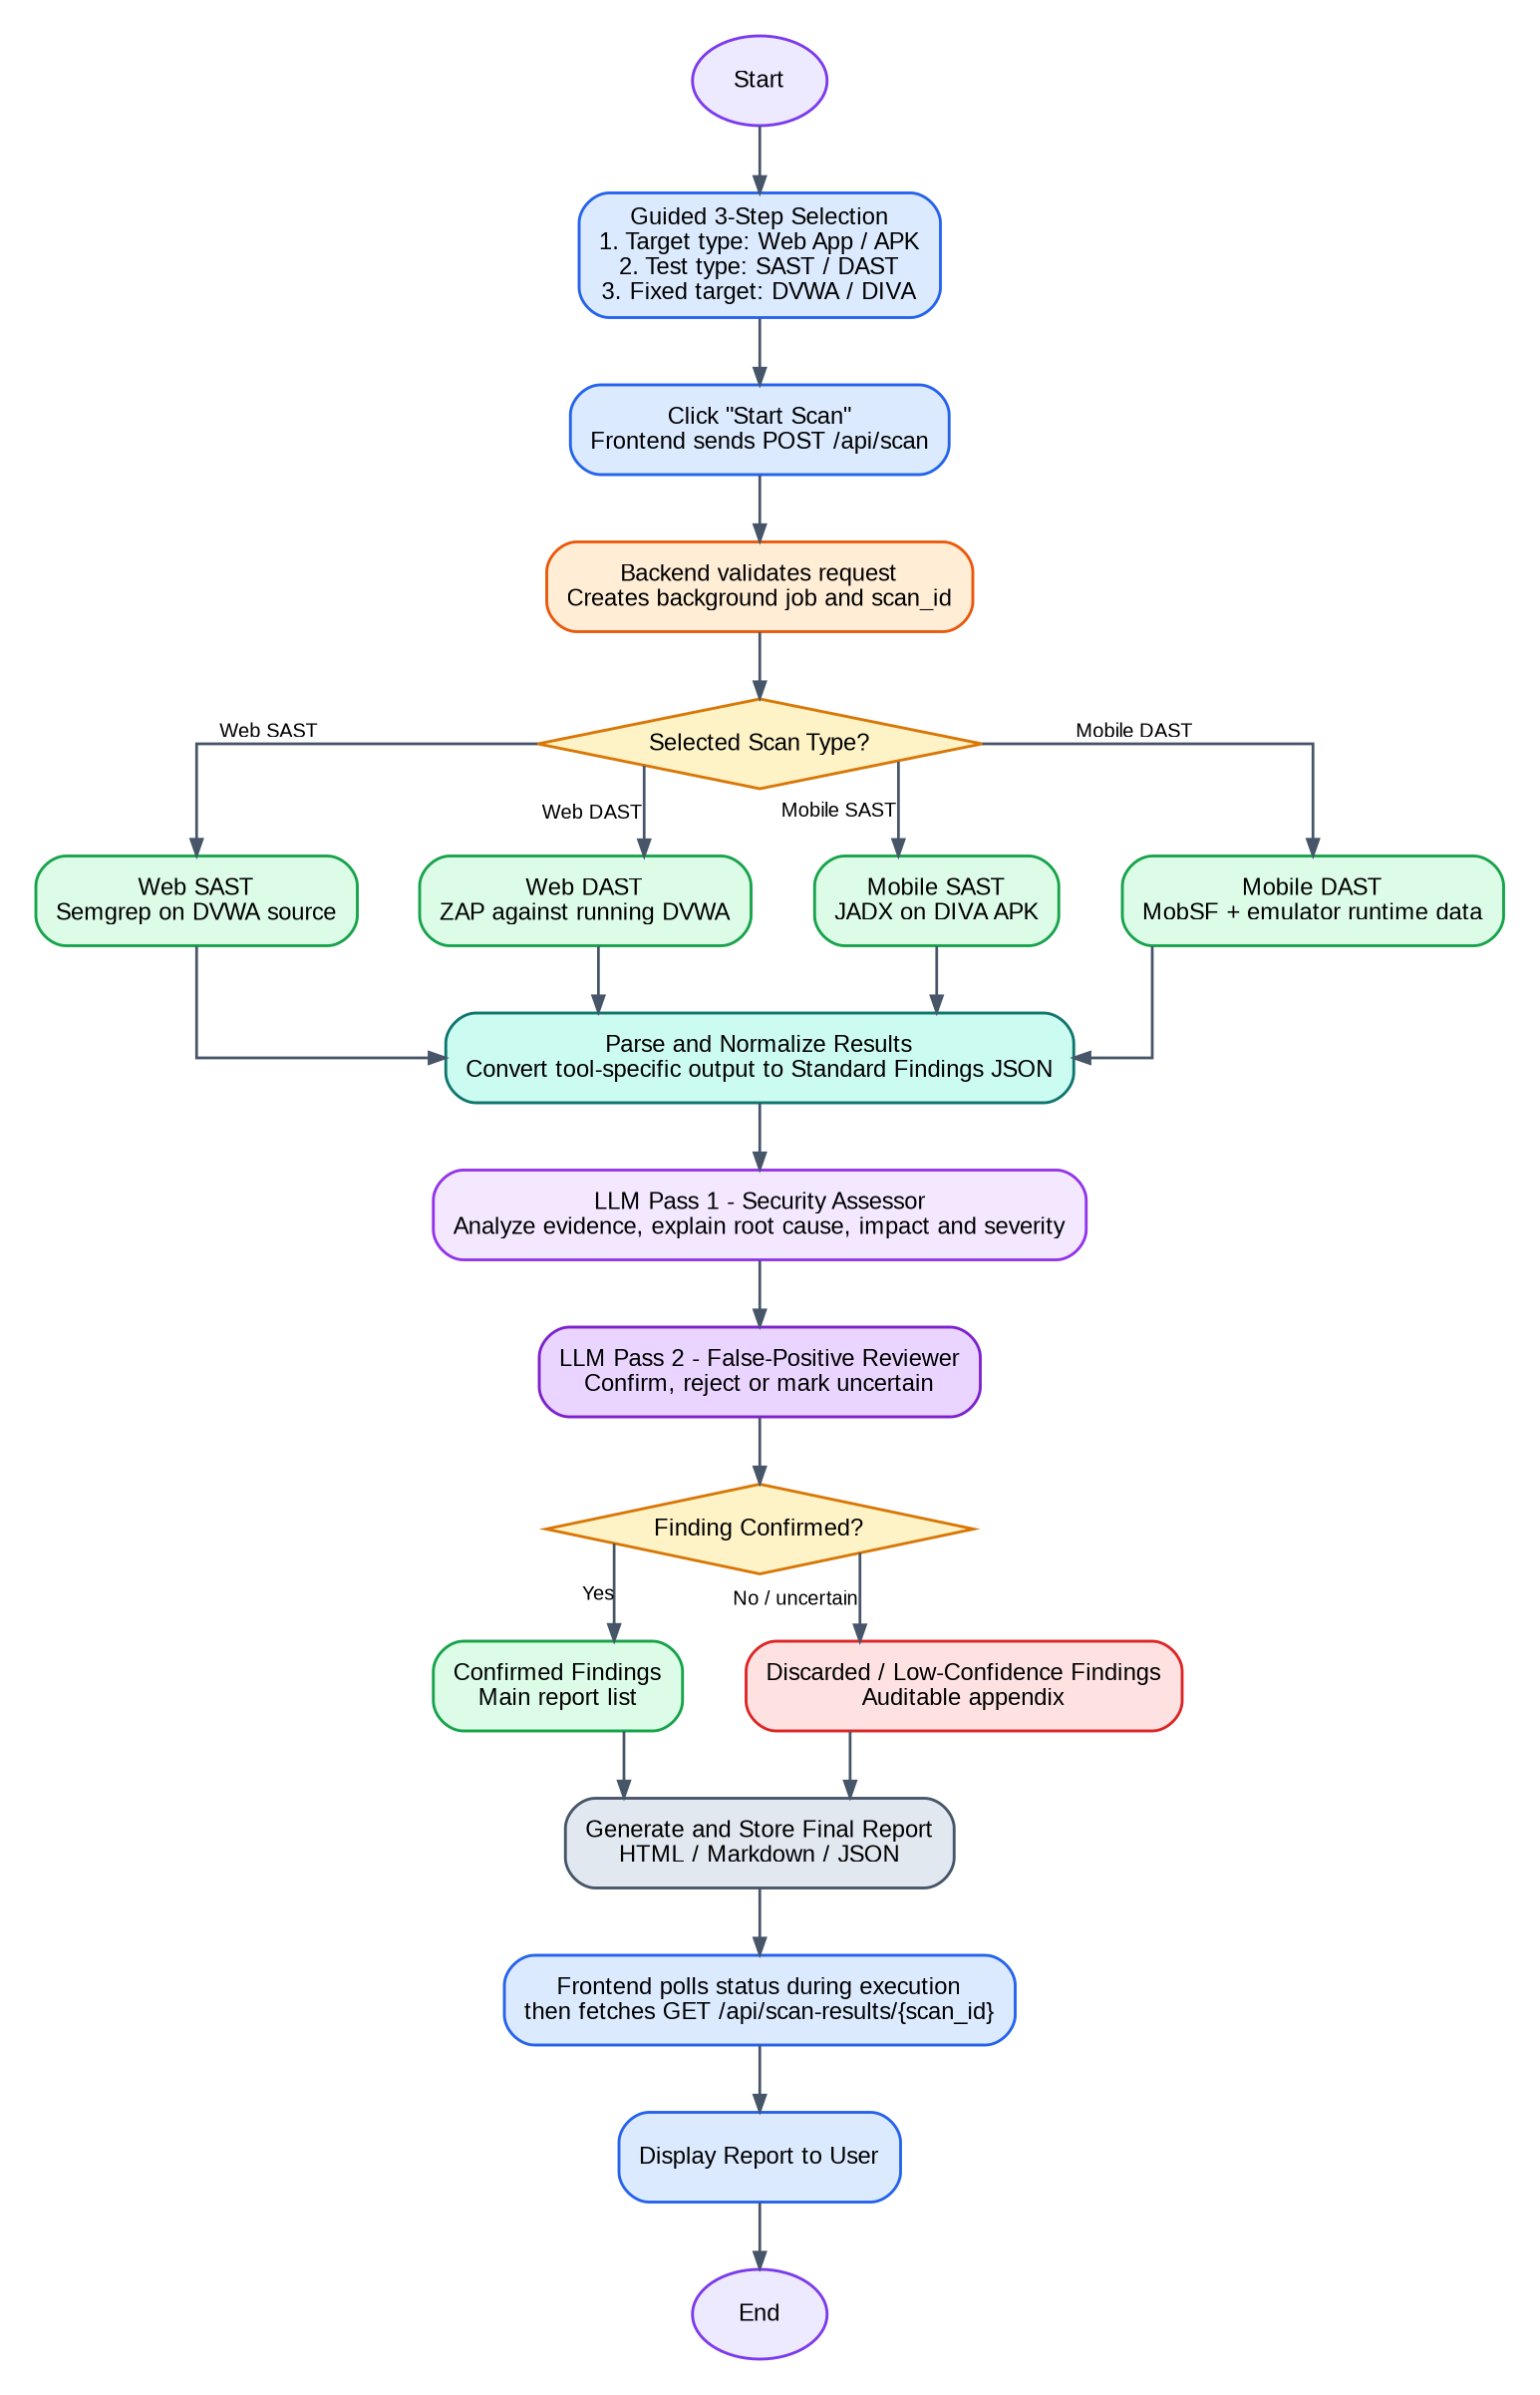 Start
Guided 3-Step Selection
1. Target type: Web App / APK
2. Test type: SAST / DAST
3. Fixed target: DVWA / DIVA
Click "Start Scan"
Frontend sends POST /api/scan
Backend validates request
Creates background job and scan_id
Selected Scan Type?
Web SAST
Web DAST
Mobile SAST
Mobile DAST
Web SAST
Semgrep on DVWA source
Web DAST
ZAP against running DVWA
Mobile SAST
JADX on DIVA APK
Mobile DAST
MobSF + emulator runtime data
Parse and Normalize Results
Convert tool-specific output to Standard Findings JSON
LLM Pass 1 - Security Assessor
Analyze evidence, explain root cause, impact and severity
LLM Pass 2 - False-Positive Reviewer
Confirm, reject or mark uncertain
Finding Confirmed?
Yes
No / uncertain
Confirmed Findings
Main report list
Discarded / Low-Confidence Findings
Auditable appendix
Generate and Store Final Report
HTML / Markdown / JSON
Frontend polls status during execution
then fetches GET /api/scan-results/{scan_id}
Display Report to User
End